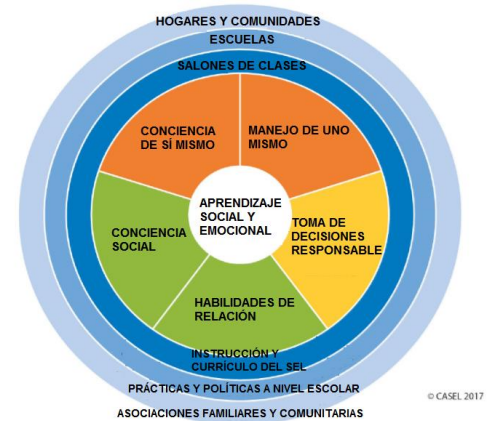 HOGARES Y COMUNIDADES
ESCUELAS
SALONES DE CLASES
CONCIENCIA
DE SÍ MISMO
MANEJO DE UNO
MISMO
APRENDIZAJE
SOCIAL Y
EMOCIONAL
CONCIENCIA
SOCIAL
TOMA DE
DECISIONES
RESPONSABLE
HABILIDADES DE
RELACIÓN
INSTRUCCIÓN Y
CURRÍCULO DEL SEL
PRÁCTICAS Y POLÍTICAS A NIVEL ESCOLAR
ASOCIACIONES FAMILIARES Y COMUNITARIAS
© CASEL 2017